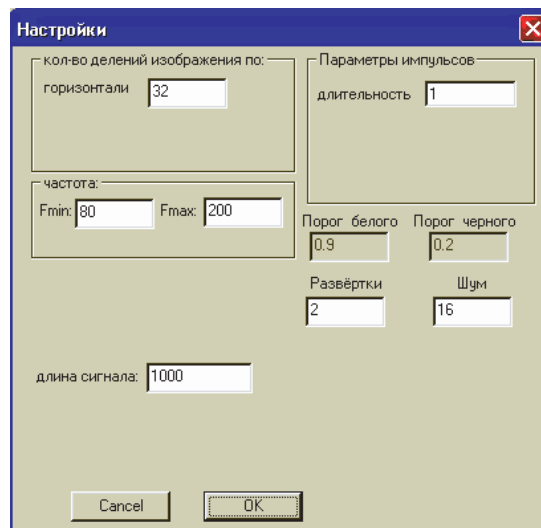 Настройки
кол-во делений изображения по:
горизонтали 32
Параметры импульсов
длительность 1
частота:
Fmin: 80 Fmax: 200
Порог белого Порог черного
0.9 0.2
Развёртки Шум
2 16
длина сигнала: 1000
Cancel OK